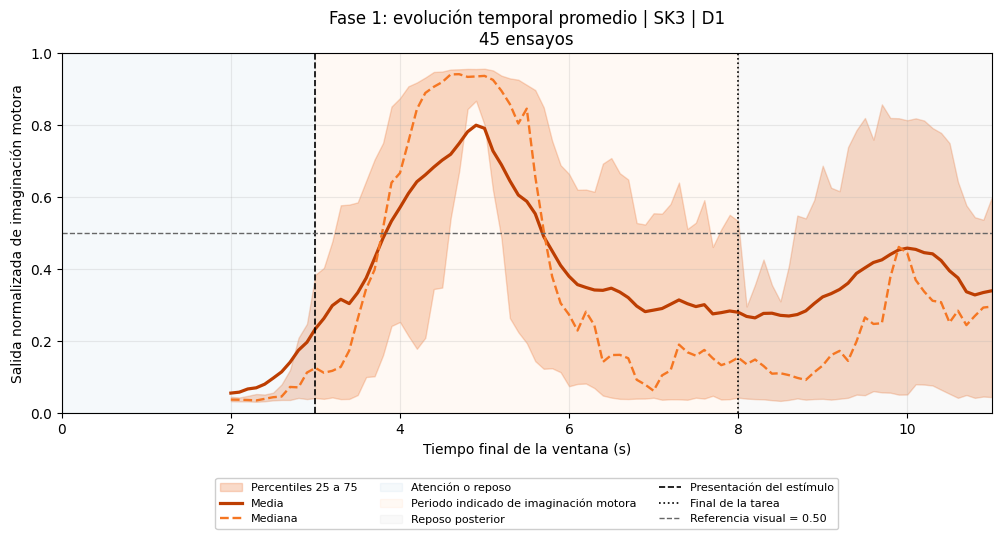 Fase 1: evolución temporal promedio | SK3 | D1
45 ensayos
Salida normalizada de imaginación motora
1.0
0.8
0.6
0.4
0.2
0.0
0
2
4
6
8
10
Tiempo final de la ventana (s)
Percentiles 25 a 75
Media
Mediana
Atención o reposo
Periodo indicado de imaginación motora
Reposo posterior
Presentación del estímulo
Final de la tarea
Referencia visual = 0.50